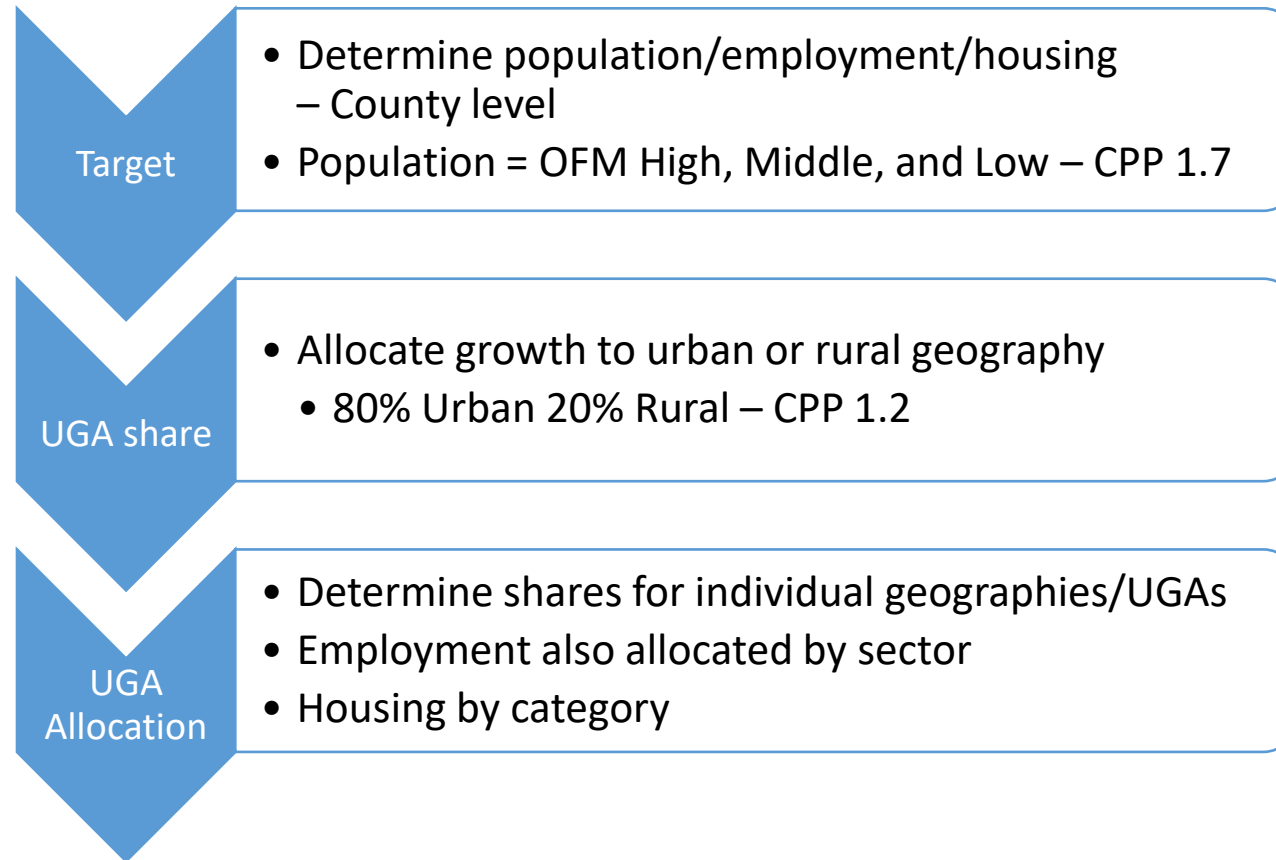 Target
• Determine population/employment/housing
– County level
• Population = OFM High, Middle, and Low – CPP 1.7
UGA share
• Allocate growth to urban or rural geography
• 80% Urban 20% Rural – CPP 1.2
UGA
Allocation
• Determine shares for individual geographies/UGAs
• Employment also allocated by sector
• Housing by category